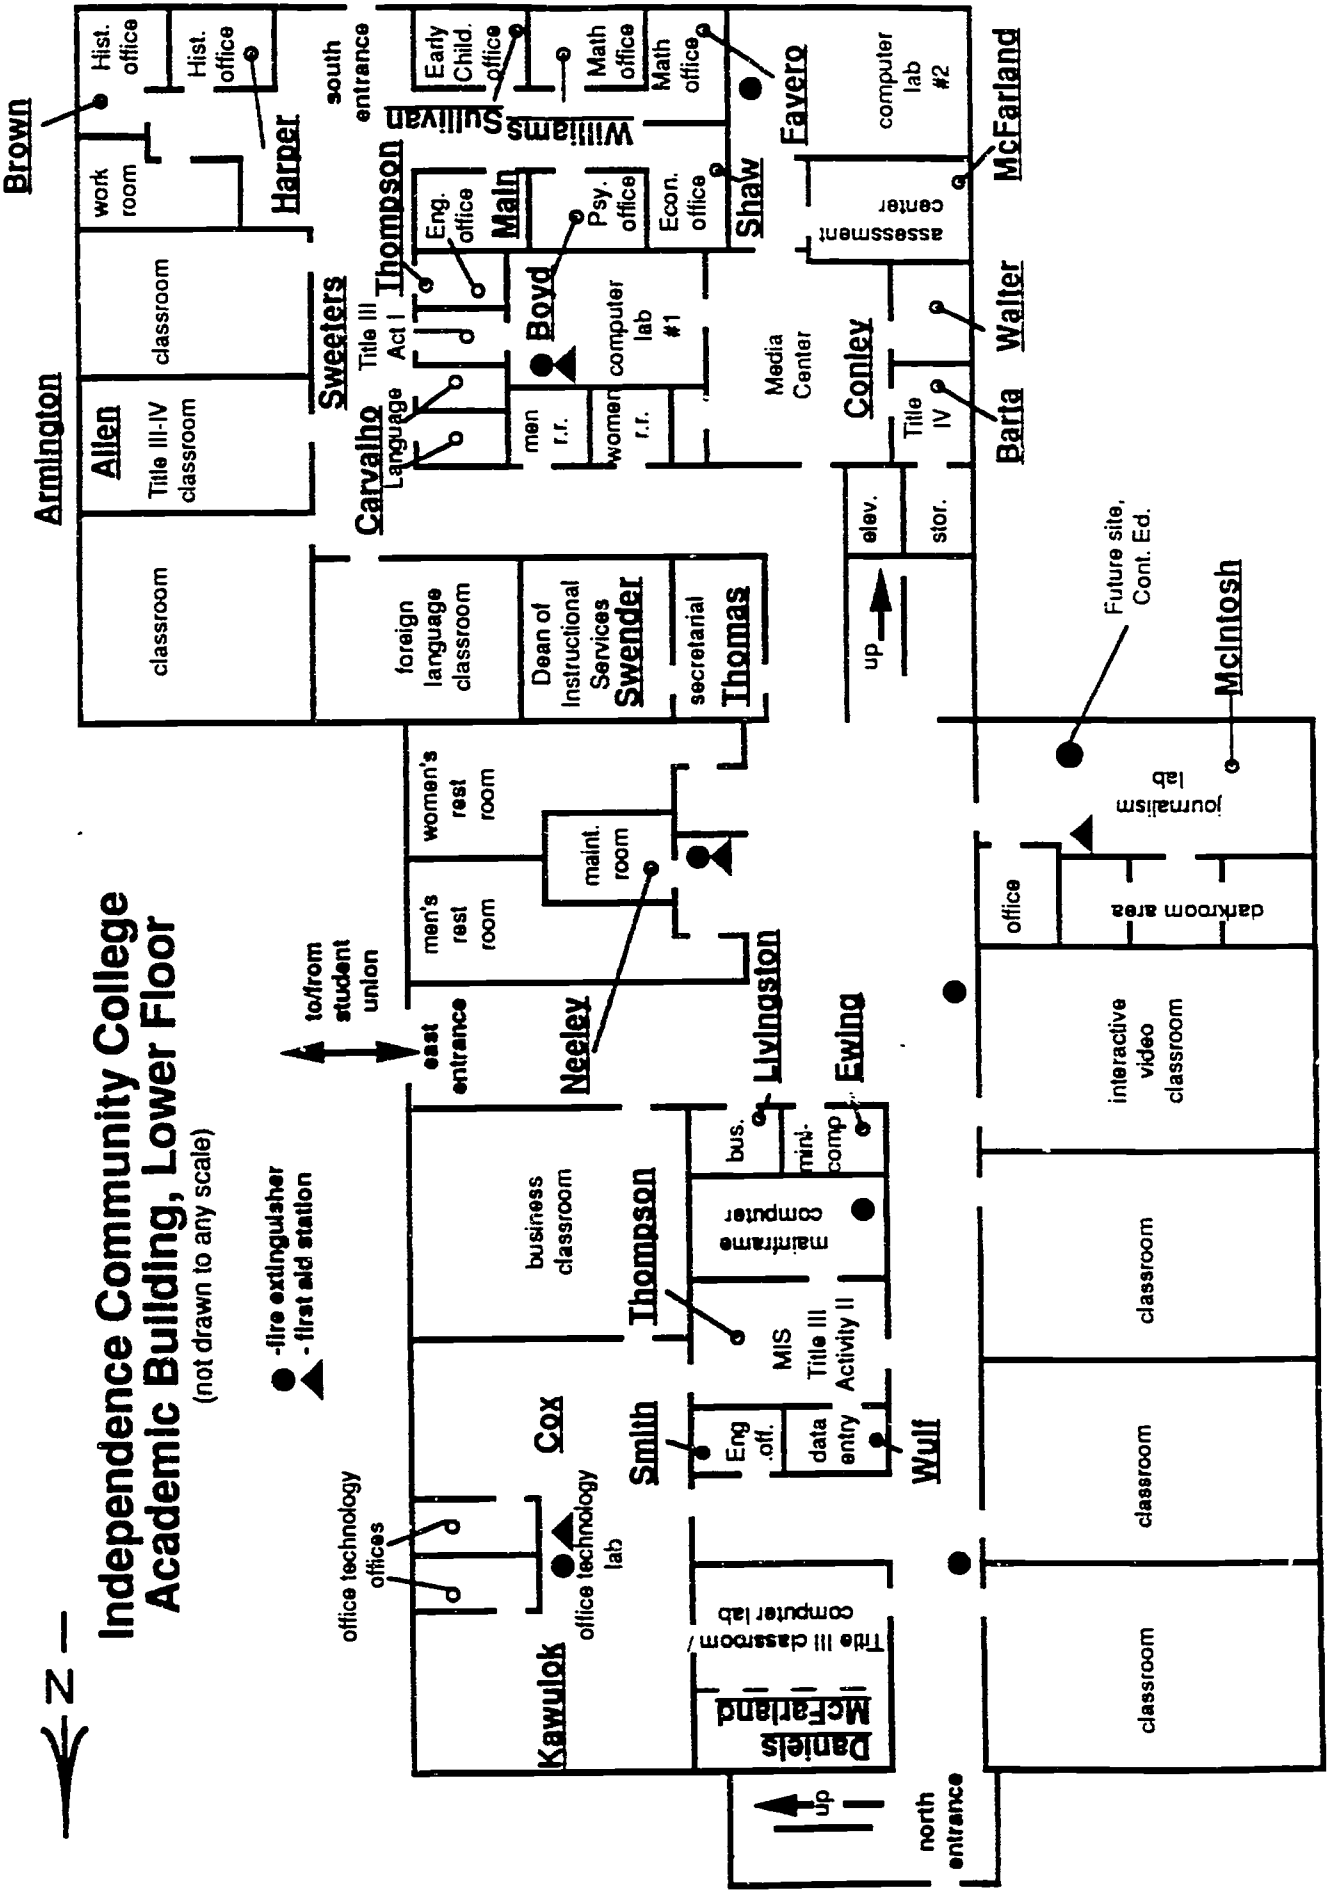 Independence Community College
Academic Building, Lower Floor
(not drawn to any scale)
-fire extinguisher
- first aid station
N
to/from
student
union
east
entrance
south
entrance
north
entrance
up
up
Brown
Hist.
office
Hist.
office
Harper
work
room
classroom
Armington
Allen
Title III-IV
classroom
classroom
Early
Child.
office
Sullivan
Williams
Math
office
Math
office
Favero
computer
lab
#2
McFarland
assessment
center
Thompson
Eng.
office
Main
Psy.
office
Boyd
Econ.
office
Shaw
Sweeters
Title III
Act I
Carvalho
Language
computer
lab
#1
men
r.r.
women
r.r.
Media
Center
Conley
Walter
Title
IV
Barta
elev.
stor.
foreign
language
classroom
Dean of
Instructional
Services
Swender
secretarial
Thomas
women's
rest
room
men's
rest
room
maint.
room
Neeley
Future site,
Cont. Ed.
McIntosh
journalism
lab
office
darkroom area
interactive
video
classroom
classroom
classroom
classroom
business
classroom
bus.
Livingston
mini-
comp
Ewing
mainframe
computer
Thompson
MIS
Title III
Activity II
Smith
Eng
.off.
data
entry
Wulf
Cox
office technology
offices
office technology
lab
Kawulok
Title III classroom /
computer lab
Daniels
McFarland